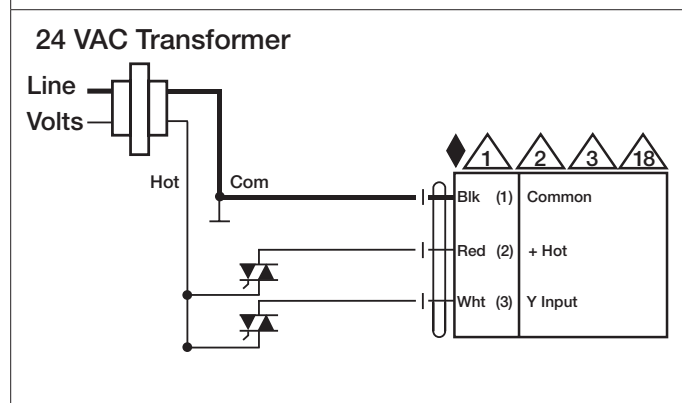 24 VAC Transformer
Line
Volts
Hot
Com
1 2 3 18
Blk (1) Common
Red (2) + Hot
Wht (3) Y Input